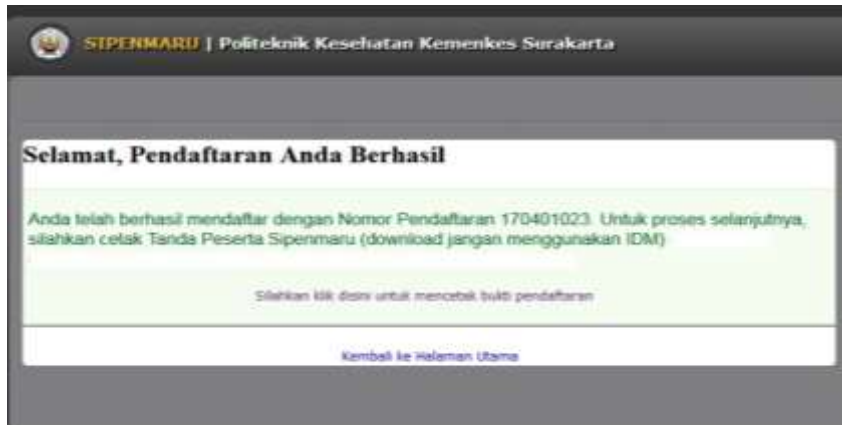 SIPENMARU | Politeknik Kesehatan Kemenkes Surakarta
Selamat, Pendaftaran Anda Berhasil
Anda telah berhasil mendaftar dengan Nomor Pendaftaran 170401023. Untuk proses selanjutnya,
silahkan cetak Tanda Peserta Sipenmaru (download jangan menggunakan IDM)
Silahkan klik disini untuk mencetak bukti pendaftaran
Kembali ke Halaman Utama